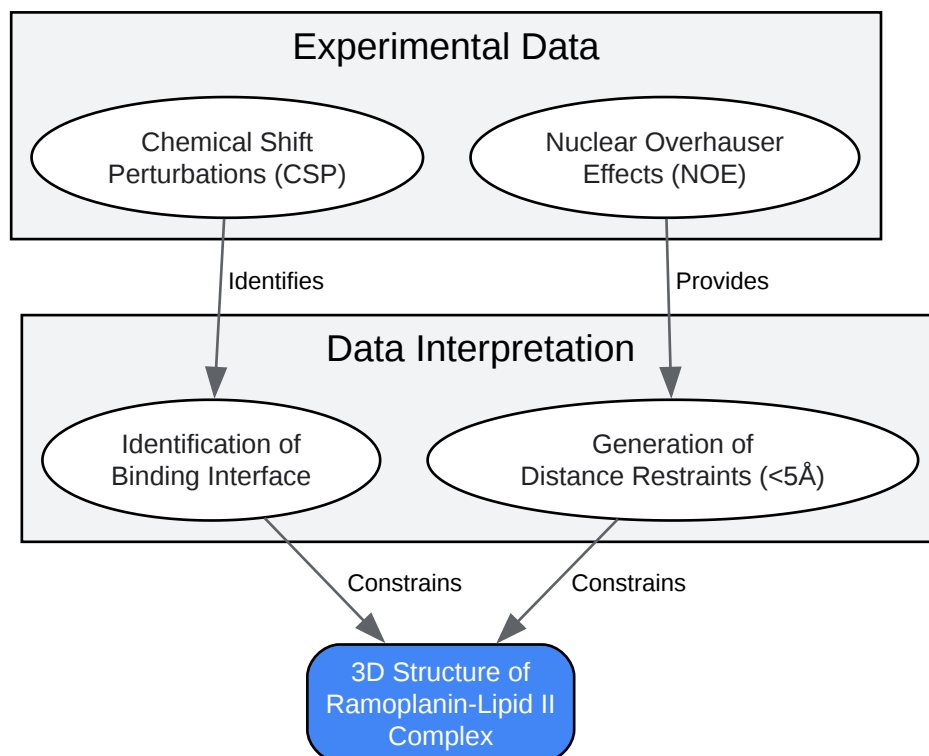 Experimental Data
Chemical Shift
Perturbations (CSP)
Nuclear Overhauser
Effects (NOE)
Identifies
Provides
Data Interpretation
Identification of
Binding Interface
Generation of
Distance Restraints (<5Å)
Constrains
Constrains
3D Structure of
Ramoplanin-Lipid II
Complex